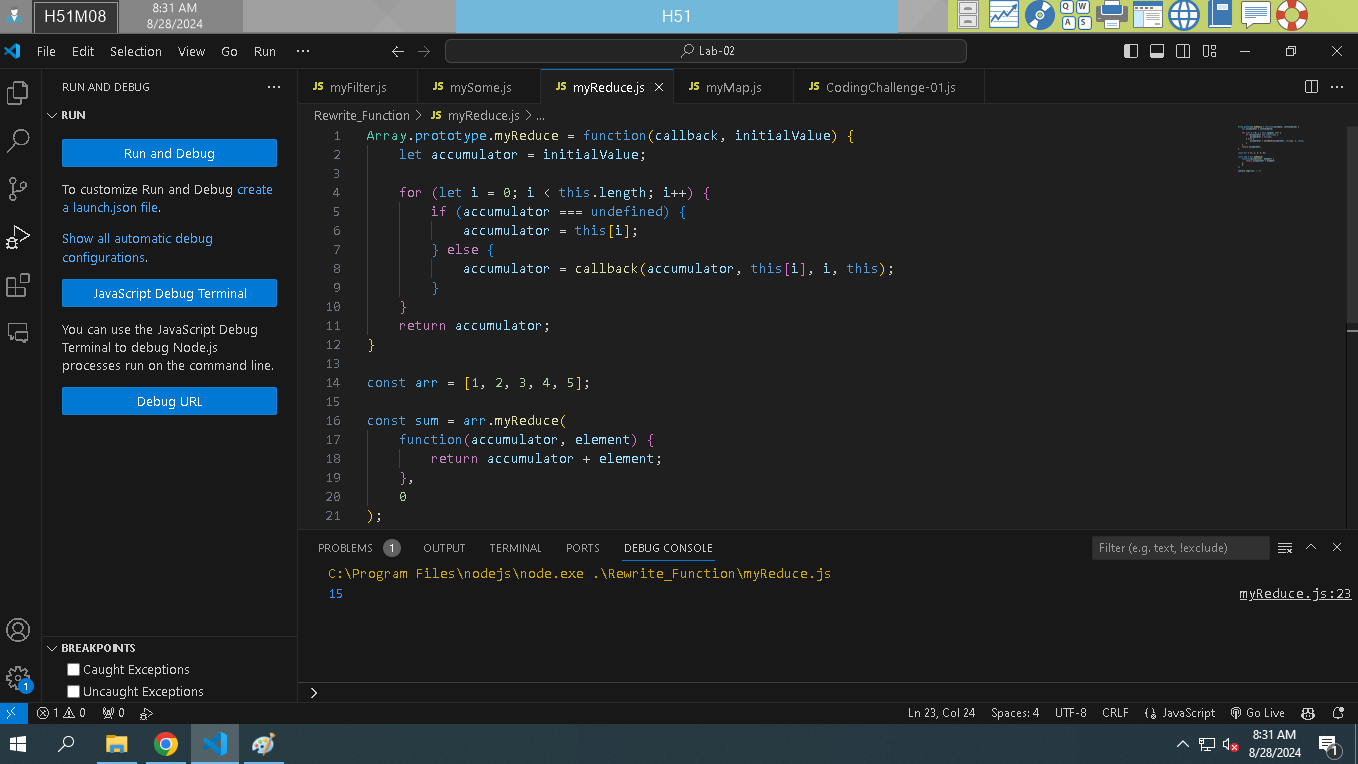 H51M08
8:31 AM
8/28/2024
H51
Q W
A S
File Edit Selection View Go Run ...
Lab-02
RUN AND DEBUG ...
RUN
Run and Debug
To customize Run and Debug create
a launch.json file.
Show all automatic debug
configurations.
JavaScript Debug Terminal
You can use the JavaScript Debug
Terminal to debug Node.js
processes run on the command line.
Debug URL
BREAKPOINTS
Caught Exceptions
Uncaught Exceptions
JS myFilter.js JS mySome.js JS myReduce.js JS myMap.js JS CodingChallenge-01.js
Rewrite_Function > JS myReduce.js > ...
1 Array.prototype.myReduce = function(callback, initialValue) {
2 let accumulator = initialValue;
3
4 for (let i = 0; i < this.length; i++) {
5 if (accumulator === undefined) {
6 accumulator = this[i];
7 } else {
8 accumulator = callback(accumulator, this[i], i, this);
9 }
10 }
11 return accumulator;
12 }
13
14 const arr = [1, 2, 3, 4, 5];
15
16 const sum = arr.myReduce(
17 function(accumulator, element) {
18 return accumulator + element;
19 },
20 0
21 );
PROBLEMS 1 OUTPUT TERMINAL PORTS DEBUG CONSOLE Filter (e.g. text, !exclude)
C:\Program Files\nodejs\node.exe .\Rewrite_Function\myReduce.js
15 myReduce.js:23
>
1
1 0 0 Ln 23, Col 24 Spaces: 4 UTF-8 CRLF {} JavaScript Go Live
8:31 AM
8/28/2024
1